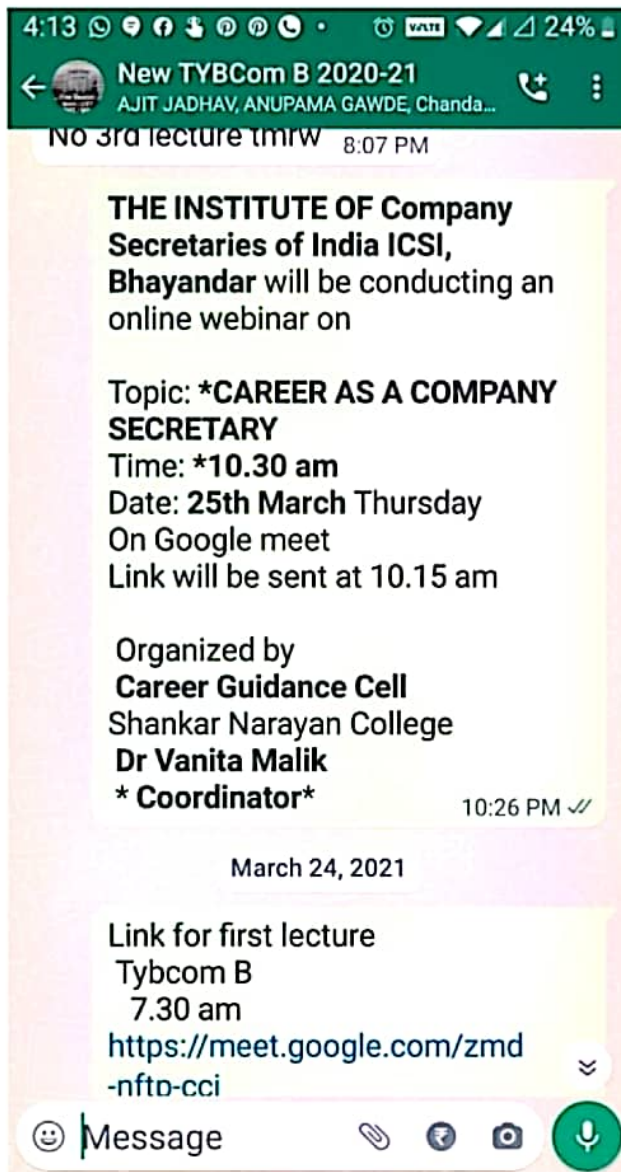 4:13 24%
New TYBCom B 2020-21
AJIT JADHAV, ANUPAMA GAWDE, Chanda...
No 3rd lecture tmrw 8:07 PM
THE INSTITUTE OF Company
Secretaries of India ICSI,
Bhayandar will be conducting an
online webinar on
Topic: *CAREER AS A COMPANY
SECRETARY
Time: *10.30 am
Date: 25th March Thursday
On Google meet
Link will be sent at 10.15 am
Organized by
Career Guidance Cell
Shankar Narayan College
Dr Vanita Malik
* Coordinator*
10:26 PM
March 24, 2021
Link for first lecture
Tybcom B
7.30 am
https://meet.google.com/zmd
-nftp-cci
Message